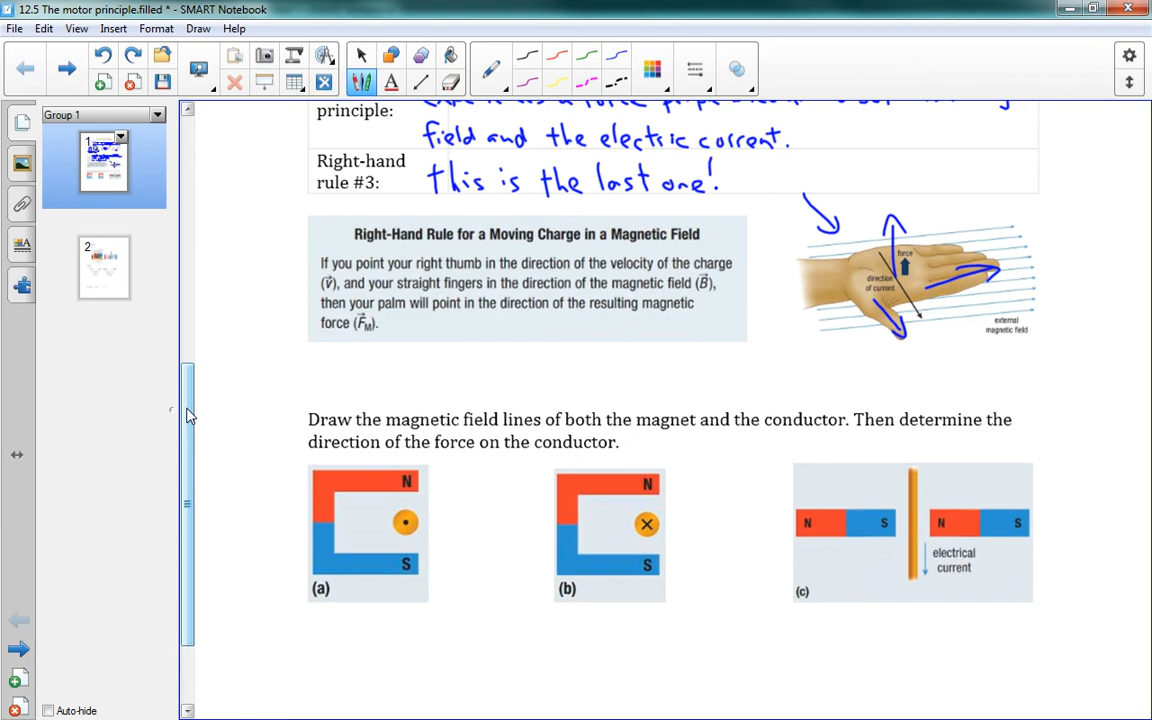 12.5 The motor principle.filled * - SMART Notebook
File Edit View Insert Format Draw Help
Group 1
1
2
Auto-hide
principle:
field and the electric current.
Right-hand
rule #3:
this is the last one!
Right-Hand Rule for a Moving Charge in a Magnetic Field
If you point your right thumb in the direction of the velocity of the charge
(v⃗), and your straight fingers in the direction of the magnetic field (B⃗),
then your palm will point in the direction of the resulting magnetic
force (F⃗M).
force
direction
of current
external
magnetic field
Draw the magnetic field lines of both the magnet and the conductor. Then determine the
direction of the force on the conductor.
N
S
(a)
N
S
(b)
N S N S
electrical
current
(c)